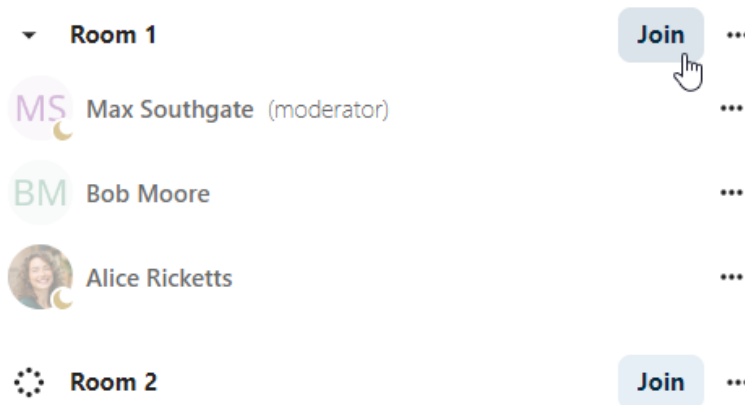 Room 1 Join
MS Max Southgate (moderator)
BM Bob Moore
Alice Ricketts
Room 2 Join